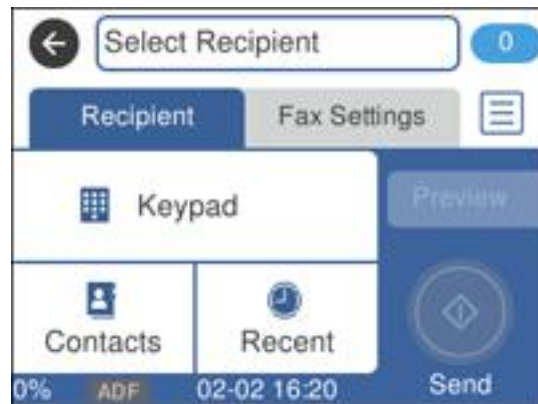 Select Recipient 0
Recipient Fax Settings
Keypad
Preview
Contacts Recent
0% ADF 02-02 16:20 Send